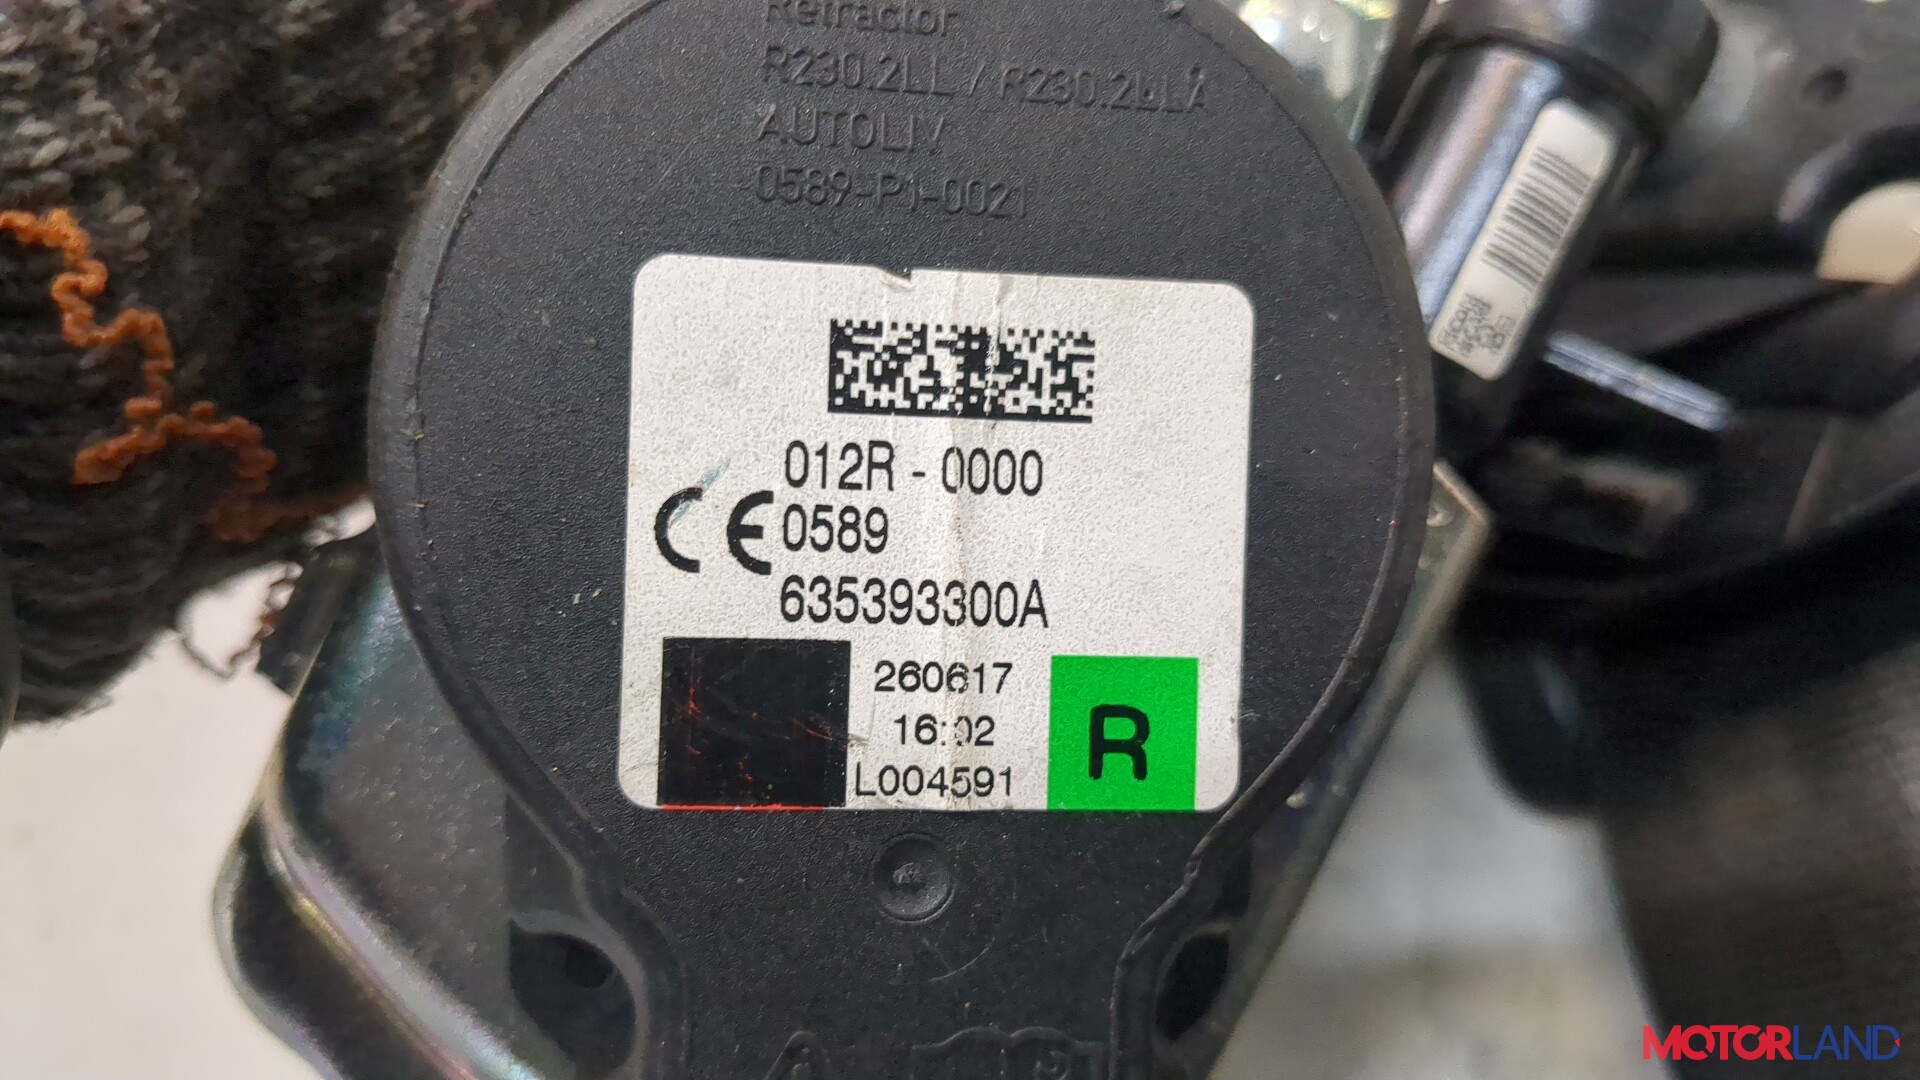 Retractor
R230.2LL / R230.2LLA
AUTOLIV
0589-P1-0021
012R - 0000
CE 0589
635393300A
260617
16:02
L004591
R
MOTORLAND